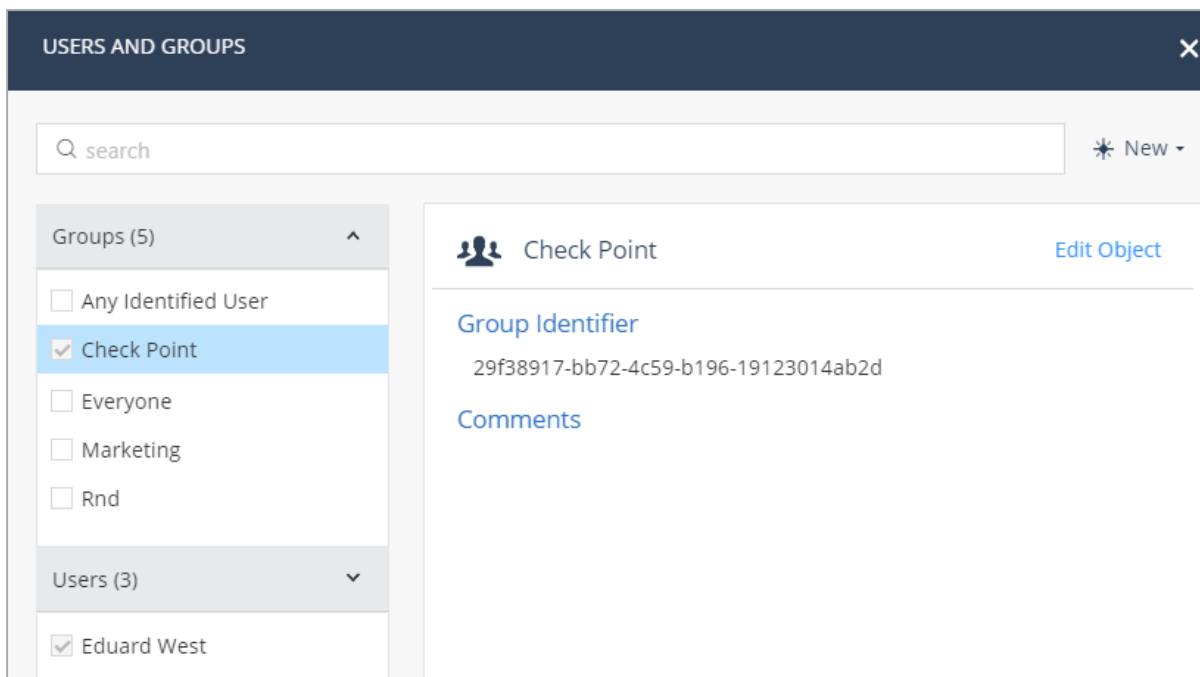 USERS AND GROUPS
search
New
Groups (5)
Any Identified User
Check Point
Everyone
Marketing
Rnd
Users (3)
Eduard West
Check Point
Edit Object
Group Identifier
29f38917-bb72-4c59-b196-19123014ab2d
Comments